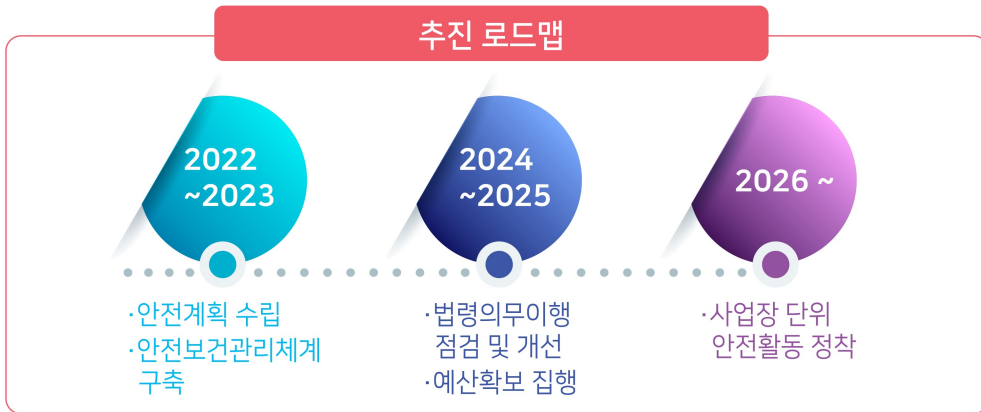 추진 로드맵
2022
~2023
2024
~2025
2026 ~
·안전계획 수립
·안전보건관리체계
구축
·법령의무이행
점검 및 개선
·예산확보 집행
·사업장 단위
안전활동 정착